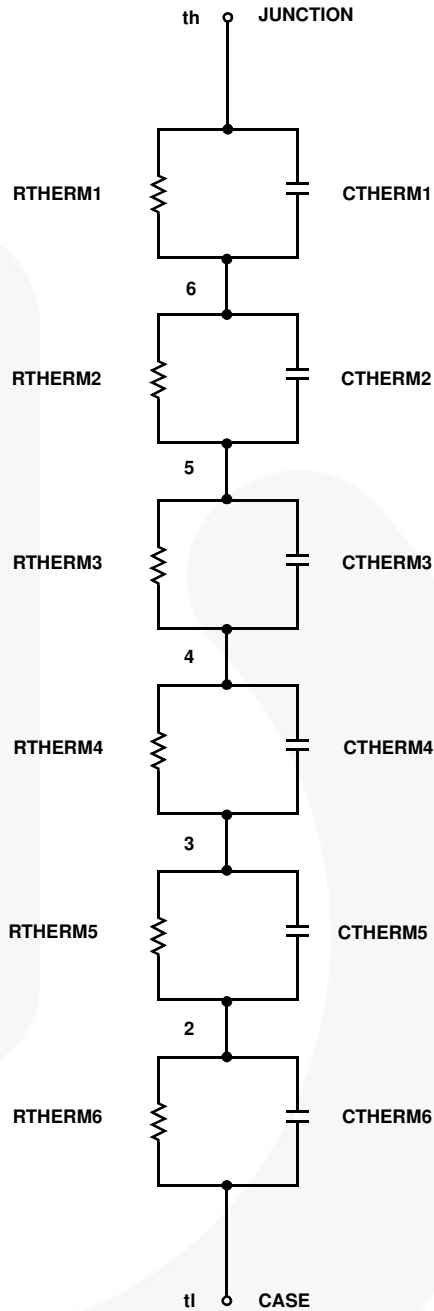 th JUNCTION
RTHERM1 CTHERM1
6
RTHERM2 CTHERM2
5
RTHERM3 CTHERM3
4
RTHERM4 CTHERM4
3
RTHERM5 CTHERM5
2
RTHERM6 CTHERM6
tl CASE